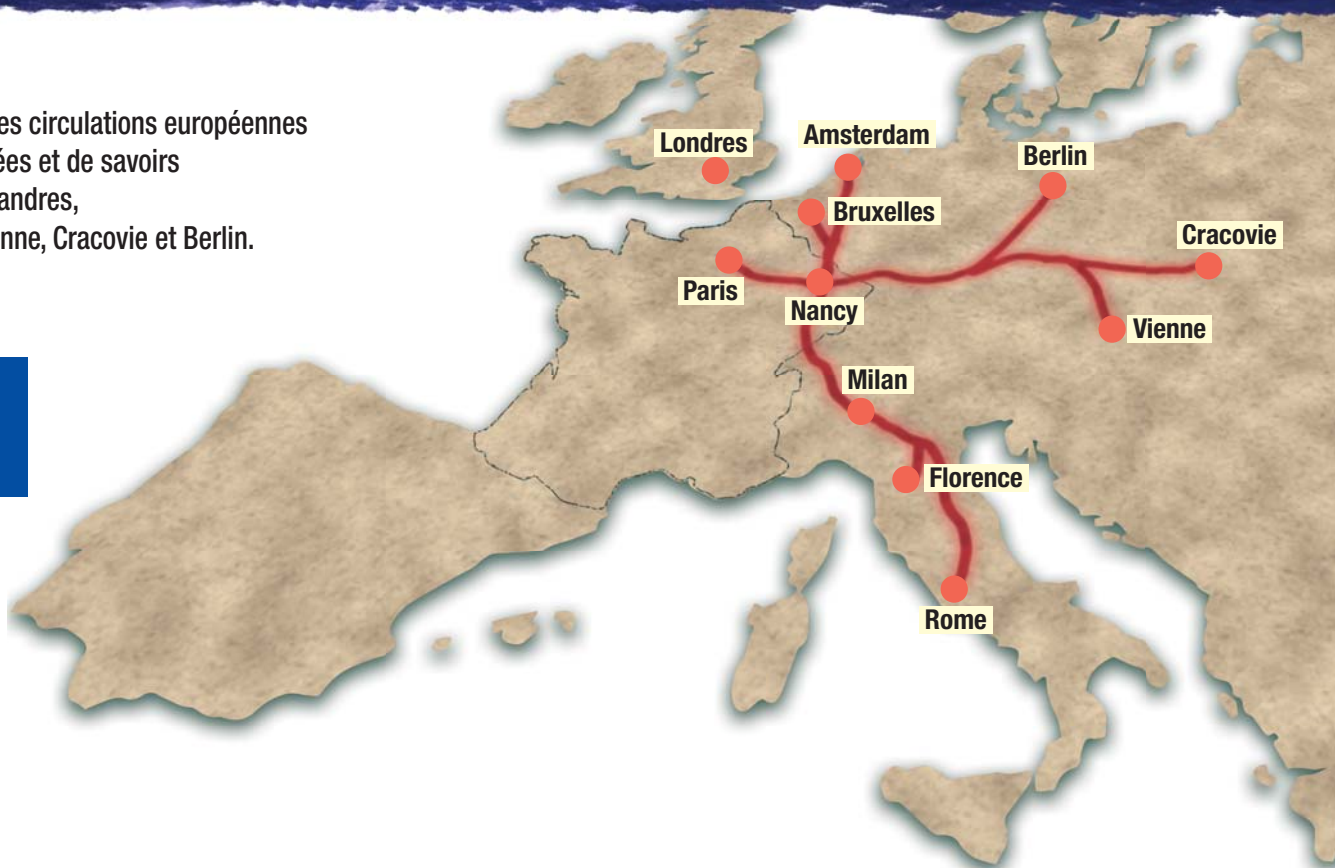 es circulations européennes
ées et de savoirs
andres,
nne, Cracovie et Berlin.
Londres
Amsterdam
Berlin
Bruxelles
Cracovie
Paris
Nancy
Vienne
Milan
Florence
Rome